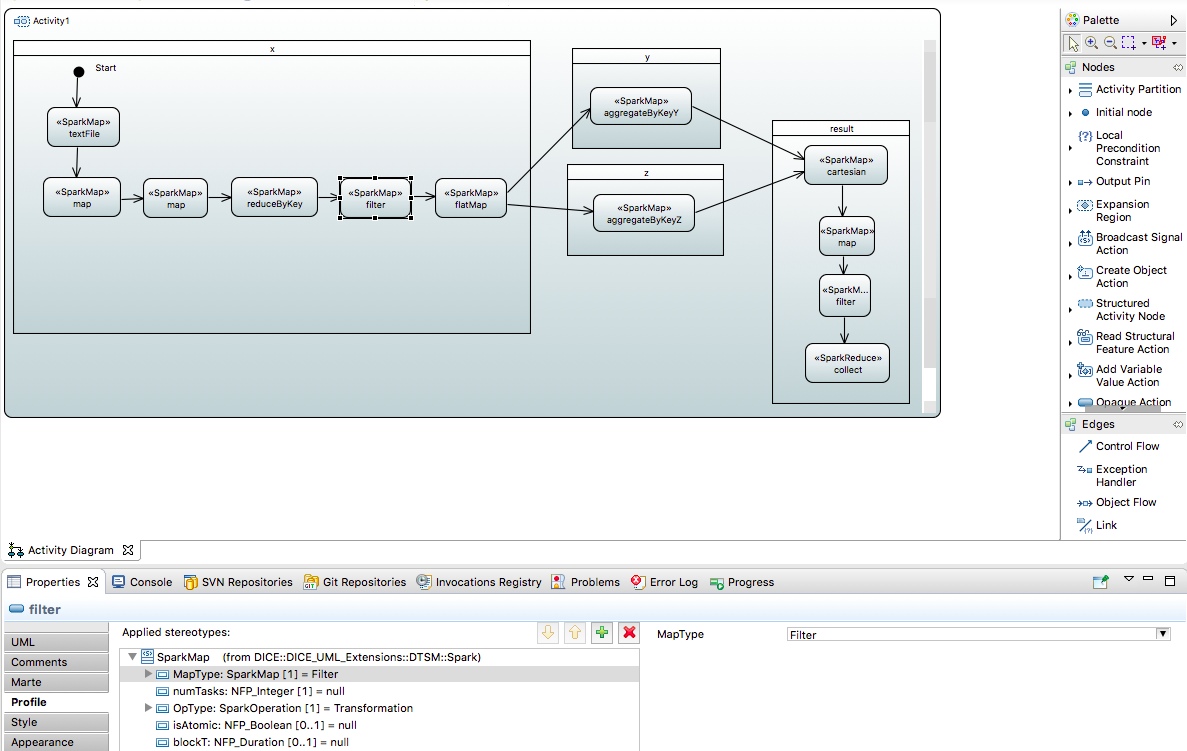 Activity1
x
Start
«SparkMap»
textFile
«SparkMap»
map
«SparkMap»
map
«SparkMap»
reduceByKey
«SparkMap»
filter
«SparkMap»
flatMap
y
«SparkMap»
aggregateByKeyY
z
«SparkMap»
aggregateByKeyZ
result
«SparkMap»
cartesian
«SparkMap»
map
«SparkM...
filter
«SparkReduce»
collect
Palette
Nodes
Activity Partition
Initial node
Local
Precondition
Constraint
Output Pin
Expansion
Region
Broadcast Signal
Action
Create Object
Action
Structured
Activity Node
Read Structural
Feature Action
Add Variable
Value Action
Opaque Action
Edges
Control Flow
Exception
Handler
Object Flow
Link
Activity Diagram
Properties Console SVN Repositories Git Repositories Invocations Registry Problems Error Log Progress
filter
UML
Comments
Marte
Profile
Style
Appearance
Applied stereotypes:
SparkMap (from DICE::DICE_UML_Extensions::DTSM::Spark)
MapType: SparkMap [1] = Filter
numTasks: NFP_Integer [1] = null
OpType: SparkOperation [1] = Transformation
isAtomic: NFP_Boolean [0..1] = null
blockT: NFP_Duration [0..1] = null
MapType
Filter